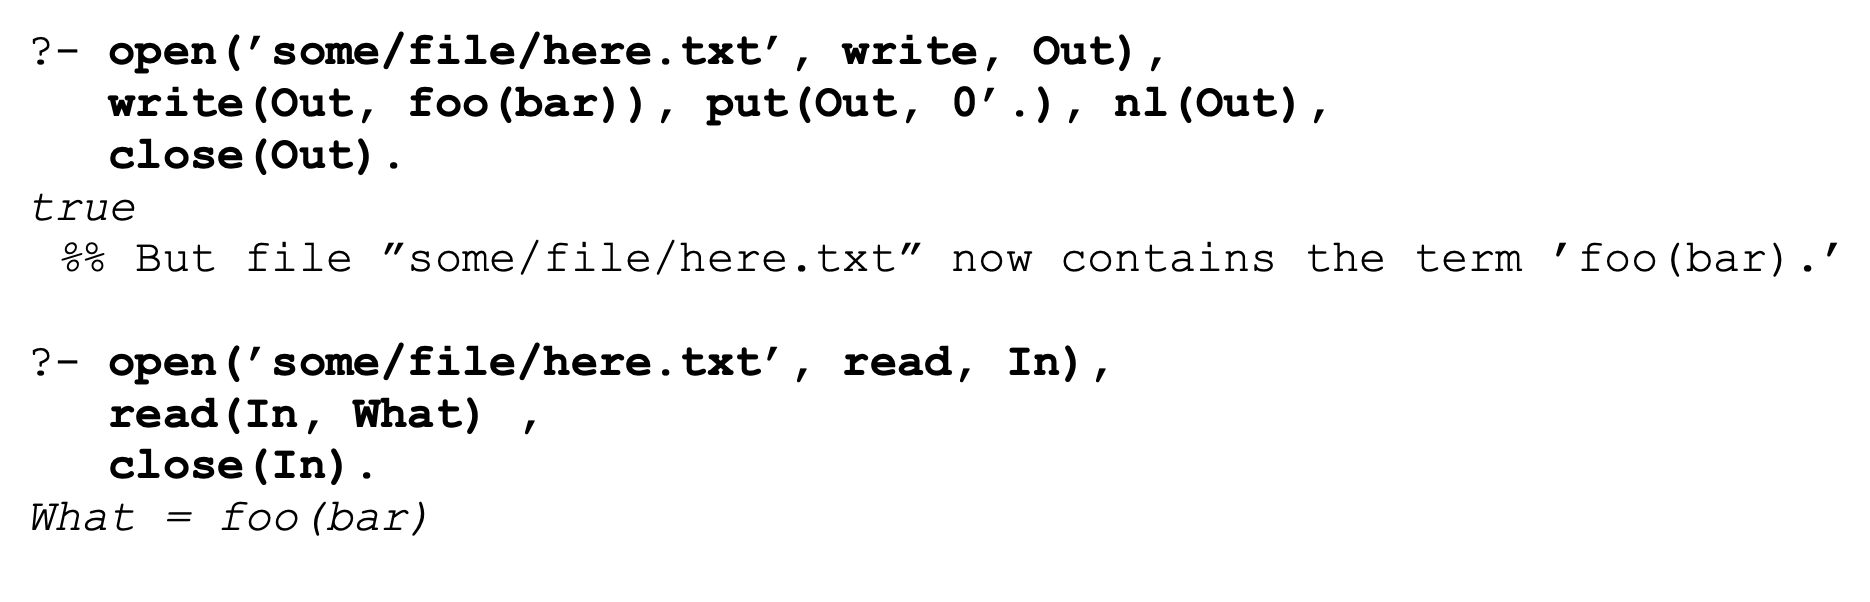 ?- open(’some/file/here.txt’, write, Out),
write(Out, foo(bar)), put(Out, 0’.), nl(Out),
close(Out).
true
%% But file ”some/file/here.txt” now contains the term ’foo(bar).’
?- open(’some/file/here.txt’, read, In),
read(In, What) ,
close(In).
What = foo(bar)